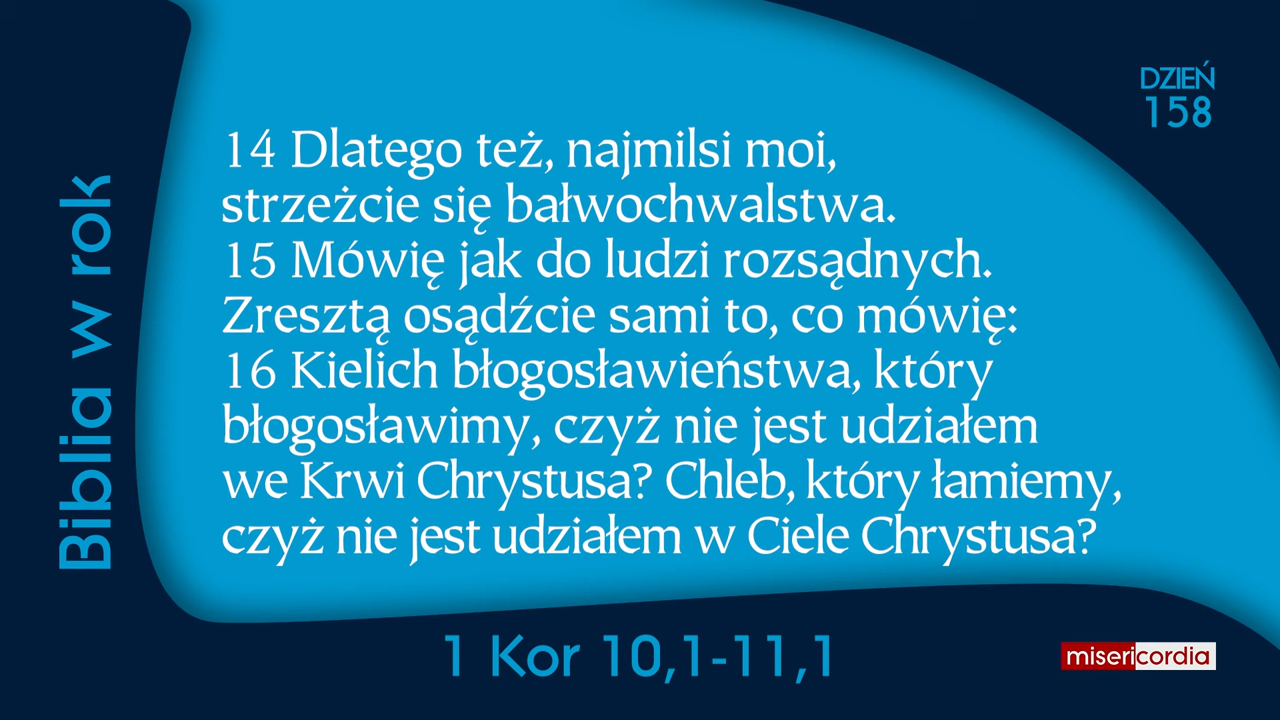 DZIEŃ
158
Biblia w rok
14 Dlatego też, najmilsi moi,
strzeżcie się bałwochwalstwa.
15 Mówię jak do ludzi rozsądnych.
Zresztą osądźcie sami to, co mówię:
16 Kielich błogosławieństwa, który
błogosławimy, czyż nie jest udziałem
we Krwi Chrystusa? Chleb, który łamiemy,
czyż nie jest udziałem w Ciele Chrystusa?
1 Kor 10,1-11,1
misericordia